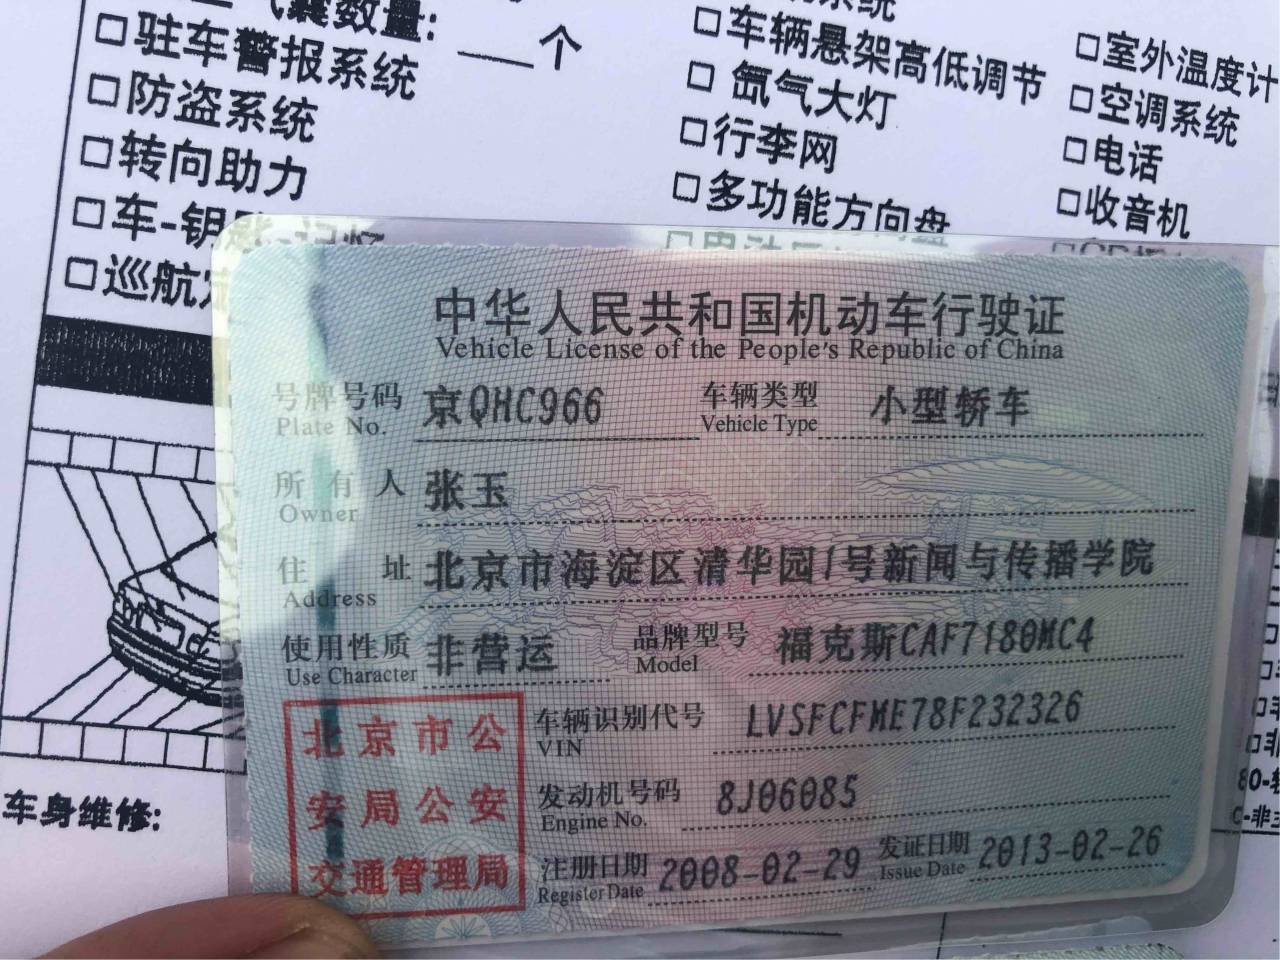 气囊数量: ___个
□驻车警报系统
□防盗系统
□转向助力
□车-钥匙-记忆
□巡航
□车辆悬架高低调节
□氙气大灯
□行李网
□多功能方向盘
□室外温度计
□空调系统
□电话
□收音机
中华人民共和国机动车行驶证
Vehicle License of the People's Republic of China
号牌号码 京QHC966 车辆类型 小型轿车
Plate No. Vehicle Type
所有人 张玉
Owner
住址 北京市海淀区清华园1号新闻与传播学院
Address
使用性质 非营运 品牌型号 福克斯CAF7180MC4
Use Character Model
北京市公
安局公安
交通管理局
车辆识别代号 LVSFCFME78F232326
VIN
发动机号码 8J06085
Engine No.
注册日期 2008-02-29 发证日期 2013-02-26
Register Date Issue Date
车身维修: